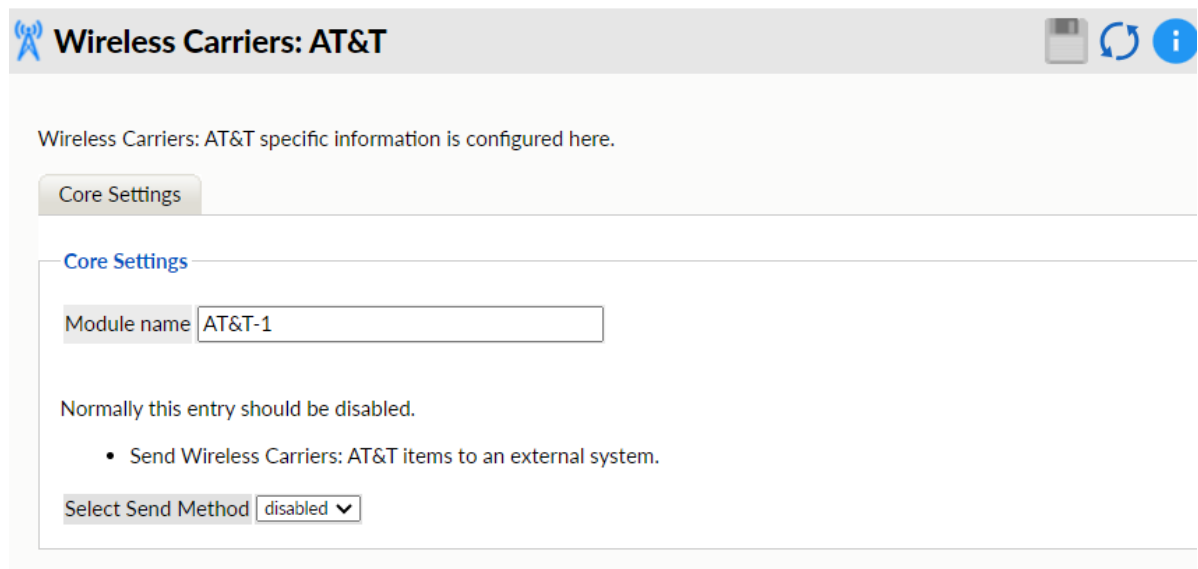 Wireless Carriers: AT&T
Wireless Carriers: AT&T specific information is configured here.
Core Settings
Core Settings
Module name AT&T-1
Normally this entry should be disabled.
• Send Wireless Carriers: AT&T items to an external system.
Select Send Method disabled